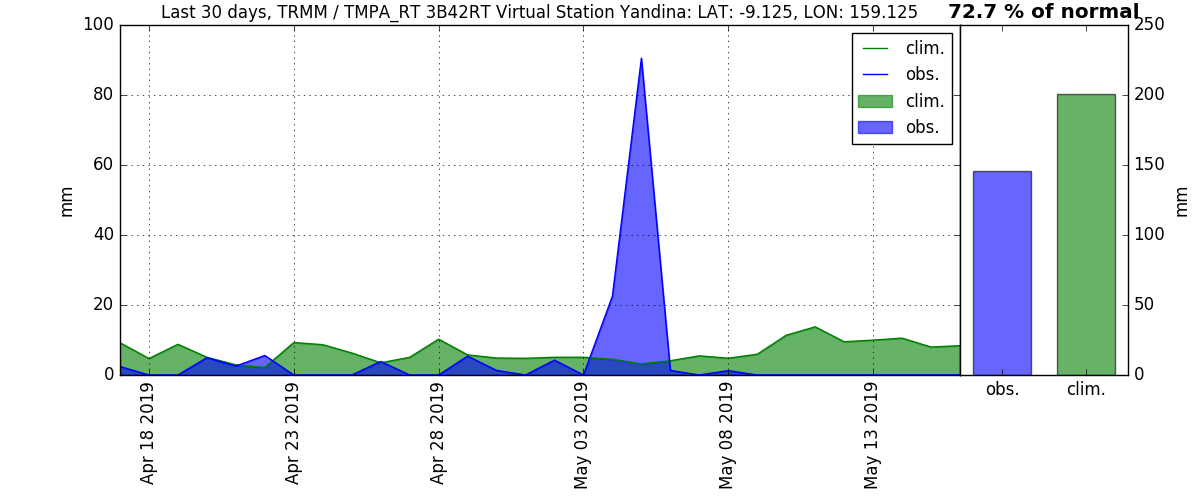 Last 30 days, TRMM / TMPA_RT 3B42RT Virtual Station Yandina: LAT: -9.125, LON: 159.125
72.7 % of normal
100
80
60
40
20
0
mm
clim.
obs.
clim.
obs.
250
200
150
100
50
0
mm
Apr 18 2019
Apr 23 2019
Apr 28 2019
May 03 2019
May 08 2019
May 13 2019
obs.
clim.